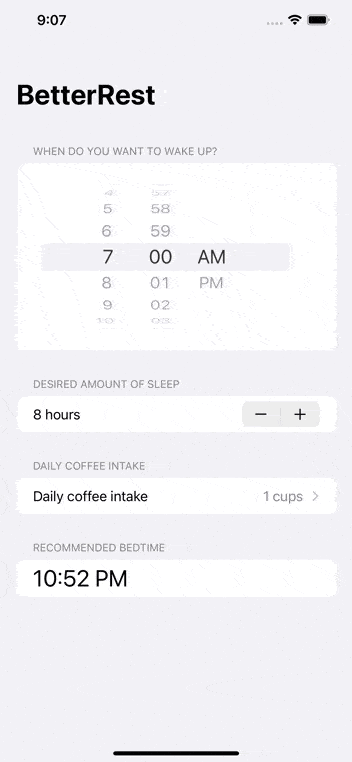 9:07
BetterRest
WHEN DO YOU WANT TO WAKE UP?
4 57
5 58
6 59
7 00 AM
8 01 PM
9 02
10 03
DESIRED AMOUNT OF SLEEP
8 hours − +
DAILY COFFEE INTAKE
Daily coffee intake 1 cups >
RECOMMENDED BEDTIME
10:52 PM